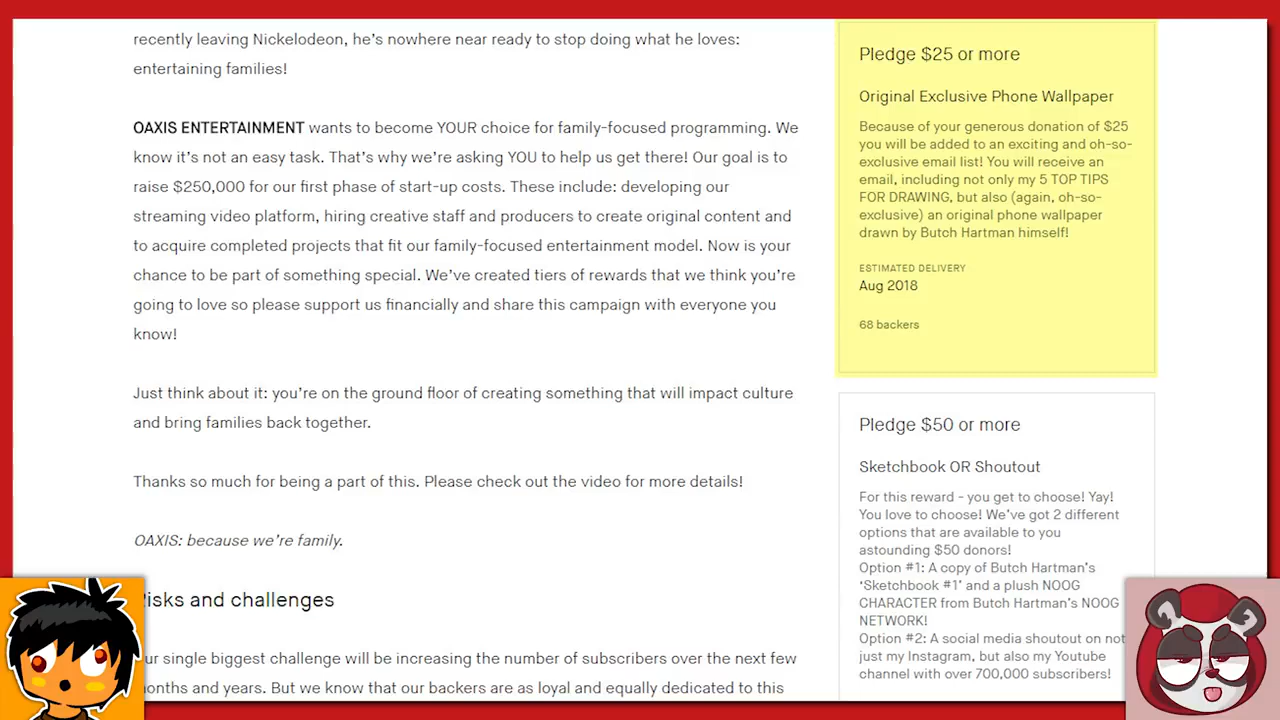 recently leaving Nickelodeon, he's nowhere near ready to stop doing what he loves:
entertaining families!
OAXIS ENTERTAINMENT wants to become YOUR choice for family-focused programming. We
know it's not an easy task. That's why we're asking YOU to help us get there! Our goal is to
raise $250,000 for our first phase of start-up costs. These include: developing our
streaming video platform, hiring creative staff and producers to create original content and
to acquire completed projects that fit our family-focused entertainment model. Now is your
chance to be part of something special. We've created tiers of rewards that we think you're
going to love so please support us financially and share this campaign with everyone you
know!
Just think about it: you're on the ground floor of creating something that will impact culture
and bring families back together.
Thanks so much for being a part of this. Please check out the video for more details!
OAXIS: because we're family.
Risks and challenges
ur single biggest challenge will be increasing the number of subscribers over the next few
onths and years. But we know that our backers are as loyal and equally dedicated to this
Pledge $25 or more
Original Exclusive Phone Wallpaper
Because of your generous donation of $25
you will be added to an exciting and oh-so-
exclusive email list! You will receive an
email, including not only my 5 TOP TIPS
FOR DRAWING, but also (again, oh-so-
exclusive) an original phone wallpaper
drawn by Butch Hartman himself!
ESTIMATED DELIVERY
Aug 2018
68 backers
Pledge $50 or more
Sketchbook OR Shoutout
For this reward - you get to choose! Yay!
You love to choose! We've got 2 different
options that are available to you
astounding $50 donors!
Option #1: A copy of Butch Hartman's
'Sketchbook #1' and a plush NOOG
CHARACTER from Butch Hartman's NOOG
NETWORK!
Option #2: A social media shoutout on not
just my Instagram, but also my Youtube
channel with over 700,000 subscribers!